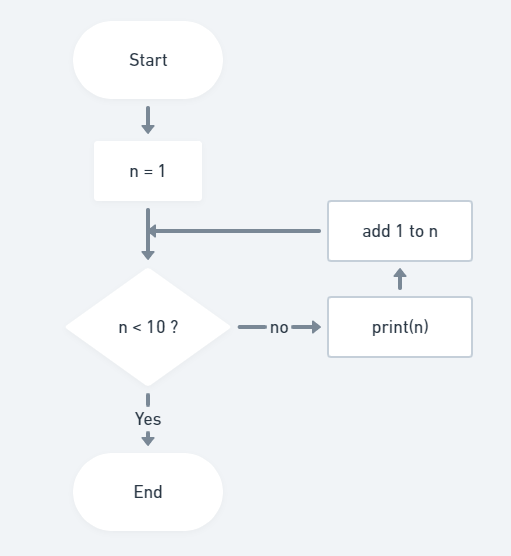 Start
n = 1
add 1 to n
n < 10 ?
no
print(n)
Yes
End